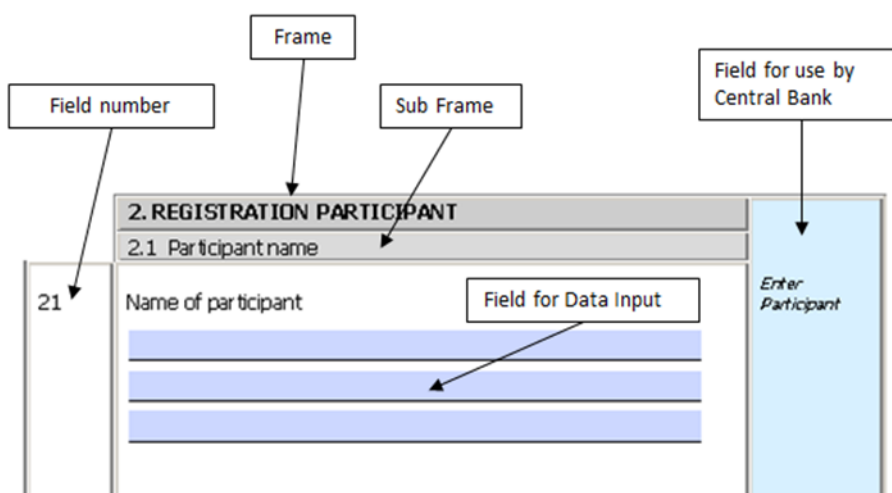 Frame
Field for use by
Central Bank
Field number
Sub Frame
2. REGISTRATION PARTICIPANT
2.1 Participant name
21
Name of participant
Field for Data Input
Enter
Participant